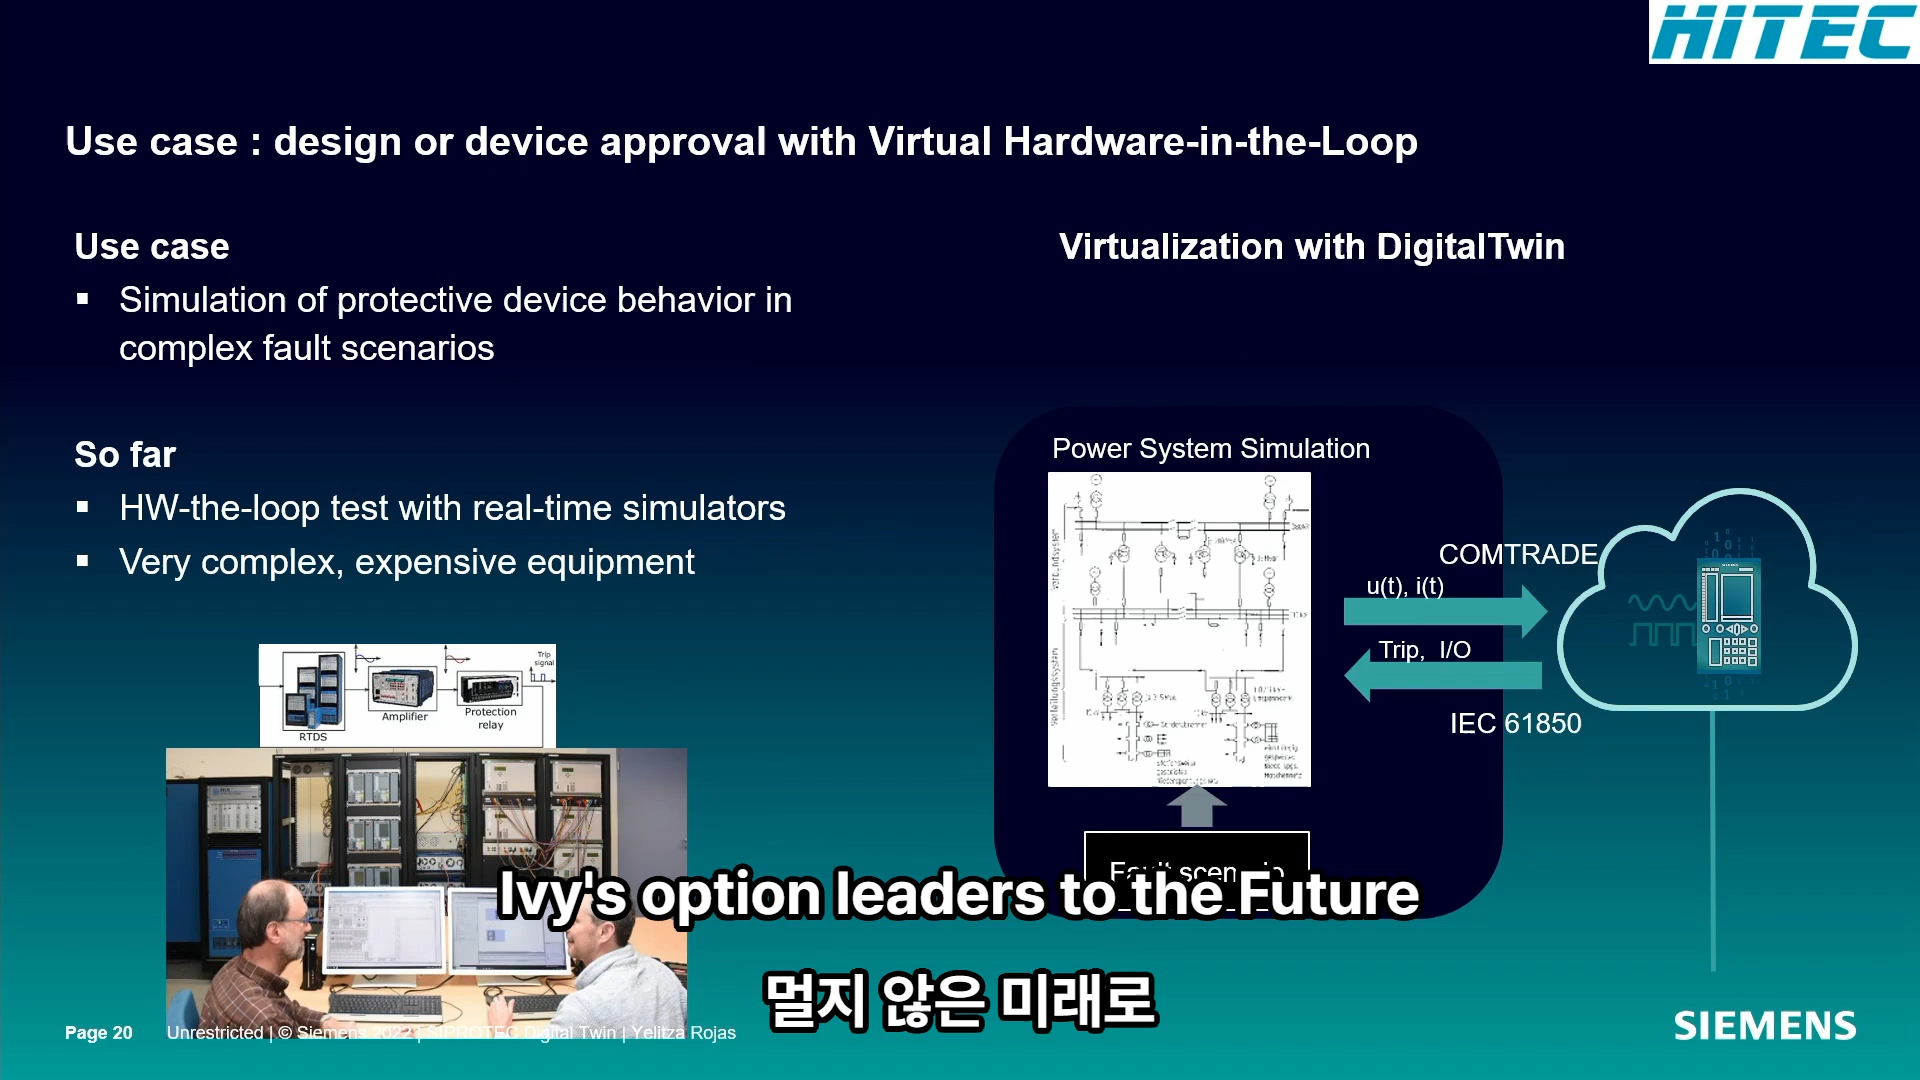 HITEC
Use case : design or device approval with Virtual Hardware-in-the-Loop
Use case
▪ Simulation of protective device behavior in
complex fault scenarios
So far
▪ HW-the-loop test with real-time simulators
▪ Very complex, expensive equipment
Trip
signal
Amplifier
Protection
relay
RTDS
Virtualization with DigitalTwin
Power System Simulation
COMTRADE
u(t), i(t)
Trip, I/O
IEC 61850
Fault scenario
Ivy's option leaders to the Future
멀지 않은 미래로
Page 20
Unrestricted | © Siemens 2022 | SIPROTEC Digital Twin | Yelitza Rojas
SIEMENS